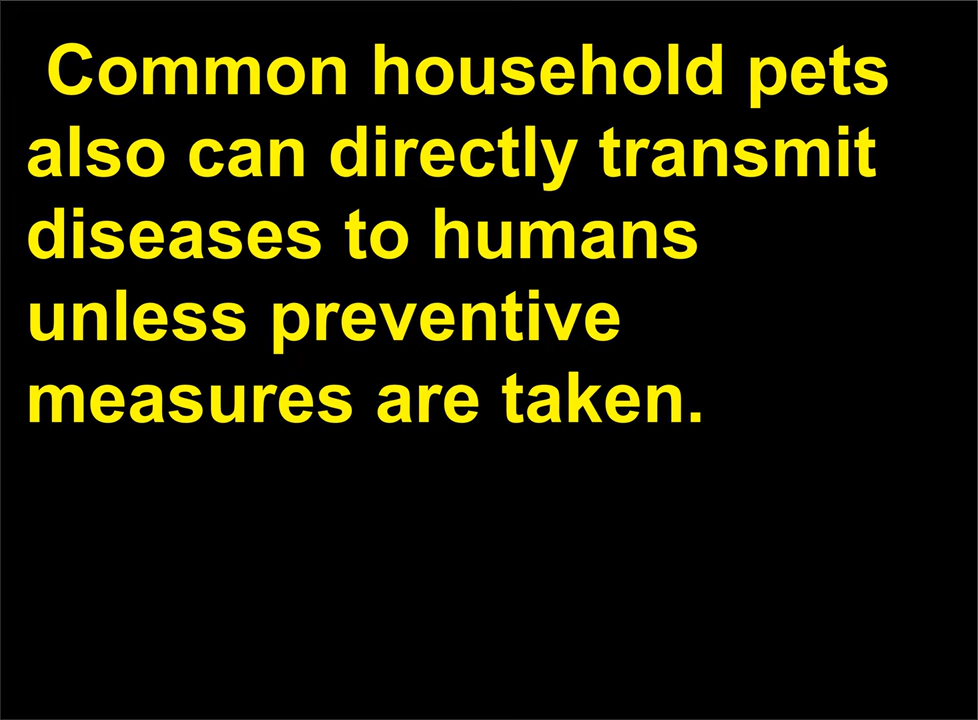 Common household pets
also can directly transmit
diseases to humans
unless preventive
measures are taken.